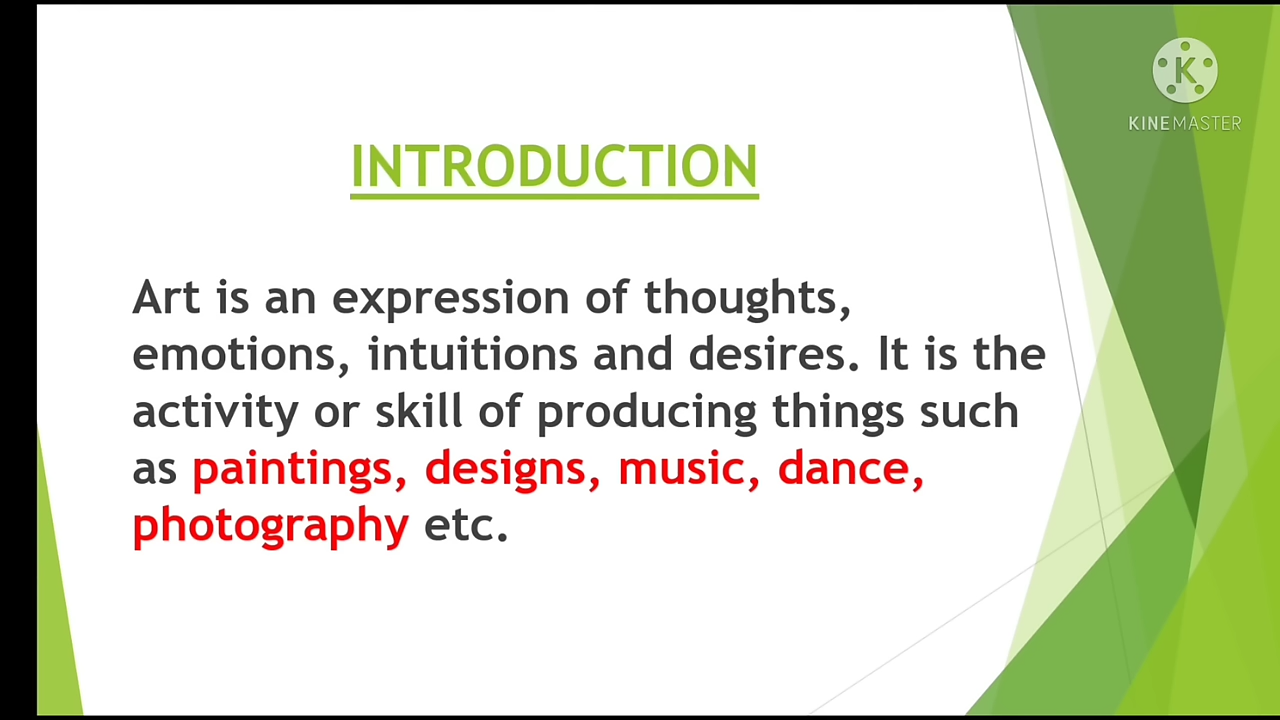 K
KINEMASTER
INTRODUCTION
Art is an expression of thoughts,
emotions, intuitions and desires. It is the
activity or skill of producing things such
as paintings, designs, music, dance,
photography etc.